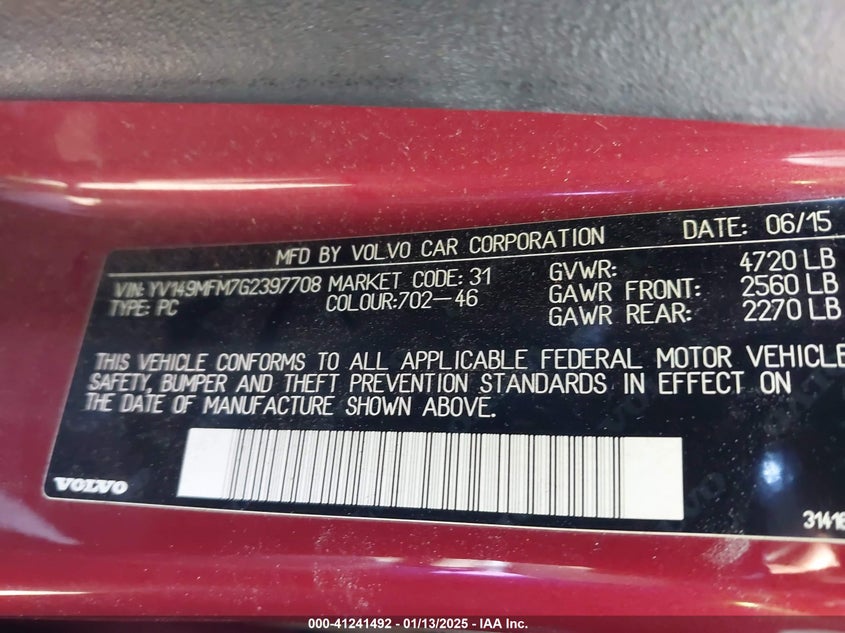 MFD BY VOLVO CAR CORPORATION DATE: 06/15
VIN: YV149MFM7G2397708 MARKET CODE: 31 GVWR: 4720 LB
TYPE: PC COLOUR:702-46 GAWR FRONT: 2560 LB
GAWR REAR: 2270 LB
THIS VEHICLE CONFORMS TO ALL APPLICABLE FEDERAL MOTOR VEHICLE
SAFETY, BUMPER AND THEFT PREVENTION STANDARDS IN EFFECT ON
THE DATE OF MANUFACTURE SHOWN ABOVE.
VOLVO
000-41241492 - 01/13/2025 - IAA Inc.